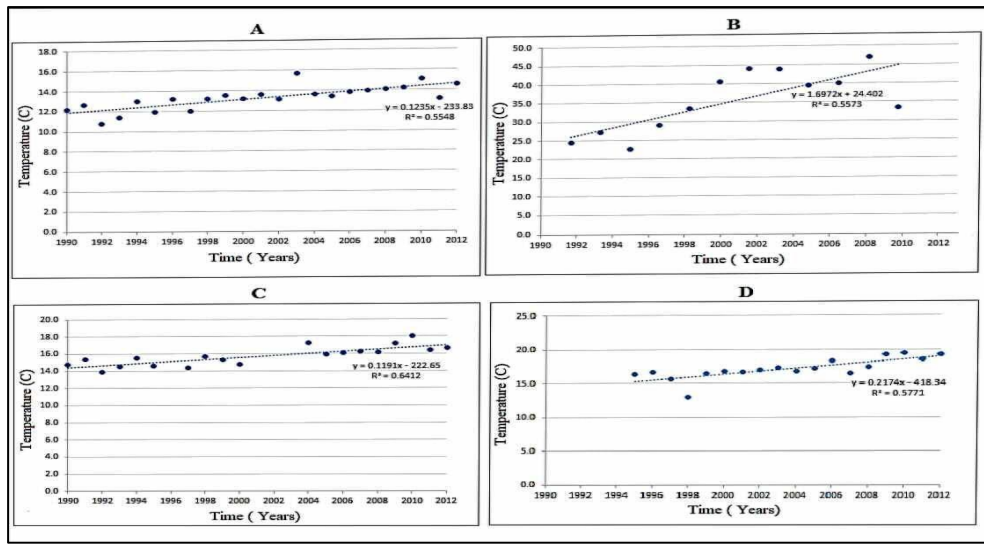 A
18.0
16.0
14.0
12.0
10.0
8.0
6.0
4.0
2.0
0.0
Temperature (C)
y = 0.1235x - 233.83
R² = 0.5548
1990 1992 1994 1996 1998 2000 2002 2004 2006 2008 2010 2012
Time ( Years)
B
50.0
45.0
40.0
35.0
30.0
25.0
20.0
15.0
10.0
5.0
0.0
Temperature (C)
y = 1.6972x + 24.402
R² = 0.5573
1990 1992 1994 1996 1998 2000 2002 2004 2006 2008 2010 2012
Time ( Years)
C
20.0
18.0
16.0
14.0
12.0
10.0
8.0
6.0
4.0
2.0
0.0
Temperature (C)
y = 0.1191x - 222.65
R² = 0.6412
1990 1992 1994 1996 1998 2000 2002 2004 2006 2008 2010 2012
Time ( Years)
D
25.0
20.0
15.0
10.0
5.0
0.0
Temperature (C)
y = 0.2174x - 418.34
R² = 0.5771
1990 1992 1994 1996 1998 2000 2002 2004 2006 2008 2010 2012
Time ( Years)